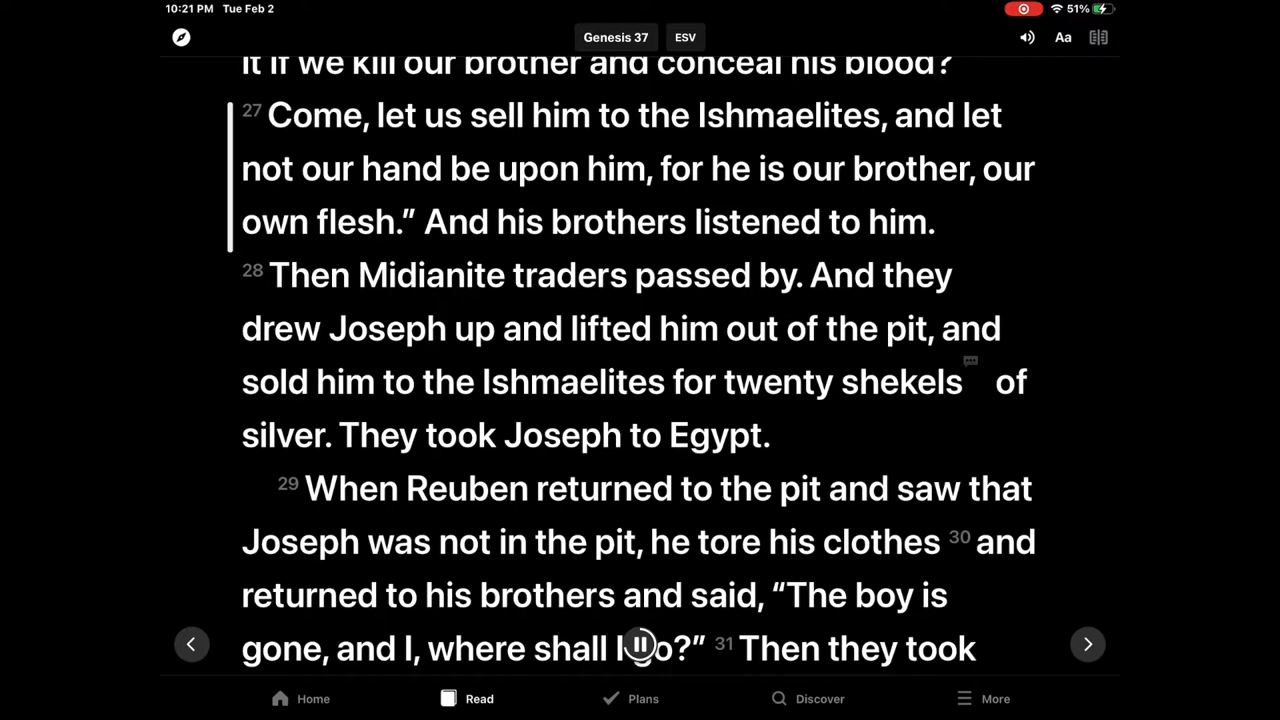 10:21 PM Tue Feb 2 51%
Genesis 37 ESV Aa
it if we kill our brother and conceal his blood?
27 Come, let us sell him to the Ishmaelites, and let
not our hand be upon him, for he is our brother, our
own flesh.” And his brothers listened to him.
28 Then Midianite traders passed by. And they
drew Joseph up and lifted him out of the pit, and
sold him to the Ishmaelites for twenty shekels of
silver. They took Joseph to Egypt.
29 When Reuben returned to the pit and saw that
Joseph was not in the pit, he tore his clothes 30 and
returned to his brothers and said, “The boy is
gone, and I, where shall I go?” 31 Then they took
Home Read Plans Discover More